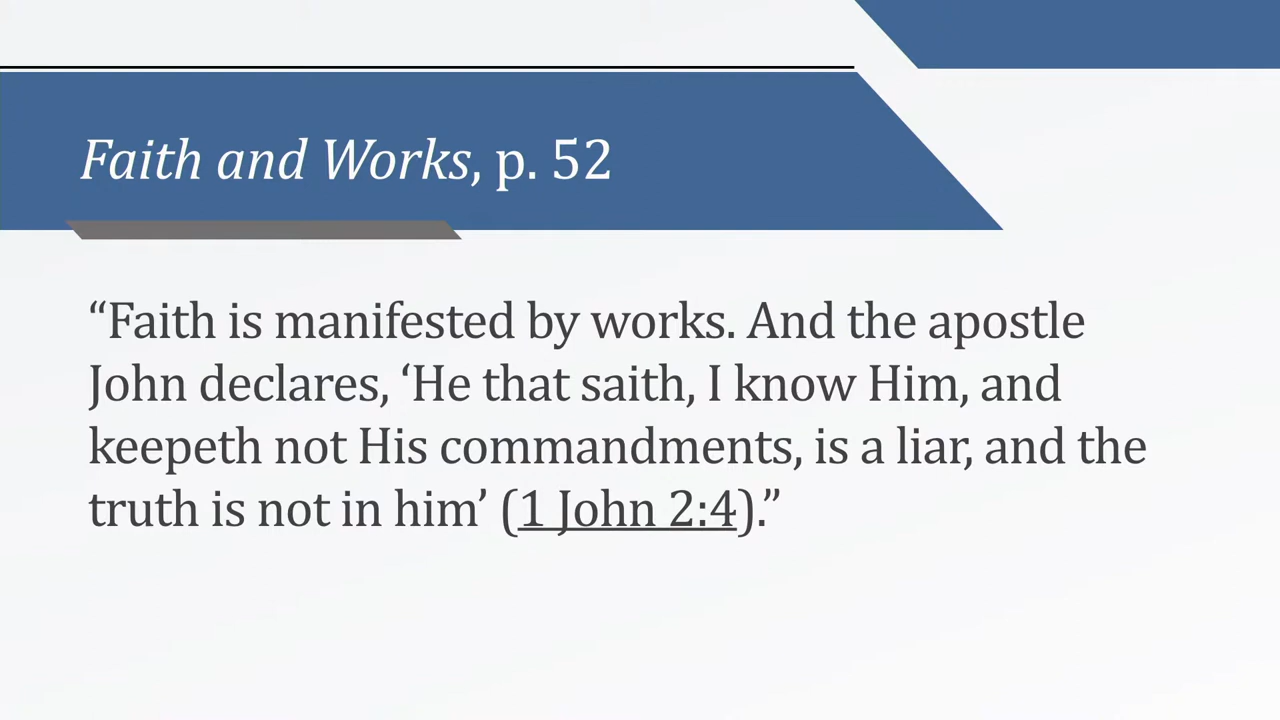 Faith and Works, p. 52
“Faith is manifested by works. And the apostle
John declares, ‘He that saith, I know Him, and
keepeth not His commandments, is a liar, and the
truth is not in him’ (1 John 2:4).”